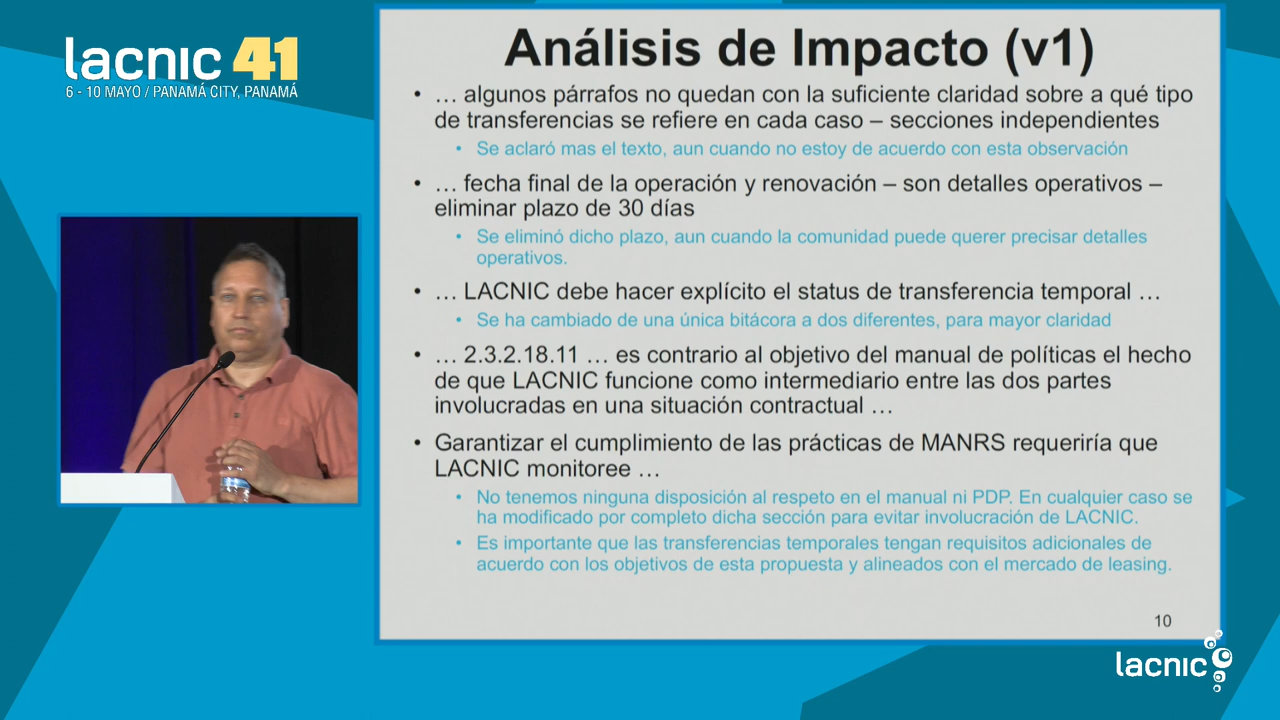 lacnic 41
6 - 10 MAYO / PANAMÁ CITY, PANAMÁ
Análisis de Impacto (v1)
• … algunos párrafos no quedan con la suficiente claridad sobre a qué tipo
de transferencias se refiere en cada caso – secciones independientes
• Se aclaró mas el texto, aun cuando no estoy de acuerdo con esta observación
• … fecha final de la operación y renovación – son detalles operativos –
eliminar plazo de 30 días
• Se eliminó dicho plazo, aun cuando la comunidad puede querer precisar detalles
operativos.
• … LACNIC debe hacer explícito el status de transferencia temporal …
• Se ha cambiado de una única bitácora a dos diferentes, para mayor claridad
• … 2.3.2.18.11 … es contrario al objetivo del manual de políticas el hecho
de que LACNIC funcione como intermediario entre las dos partes
involucradas en una situación contractual …
• Garantizar el cumplimiento de las prácticas de MANRS requeriría que
LACNIC monitoree …
• No tenemos ninguna disposición al respeto en el manual ni PDP. En cualquier caso se
ha modificado por completo dicha sección para evitar involucración de LACNIC.
• Es importante que las transferencias temporales tengan requisitos adicionales de
acuerdo con los objetivos de esta propuesta y alineados con el mercado de leasing.
10
lacnic